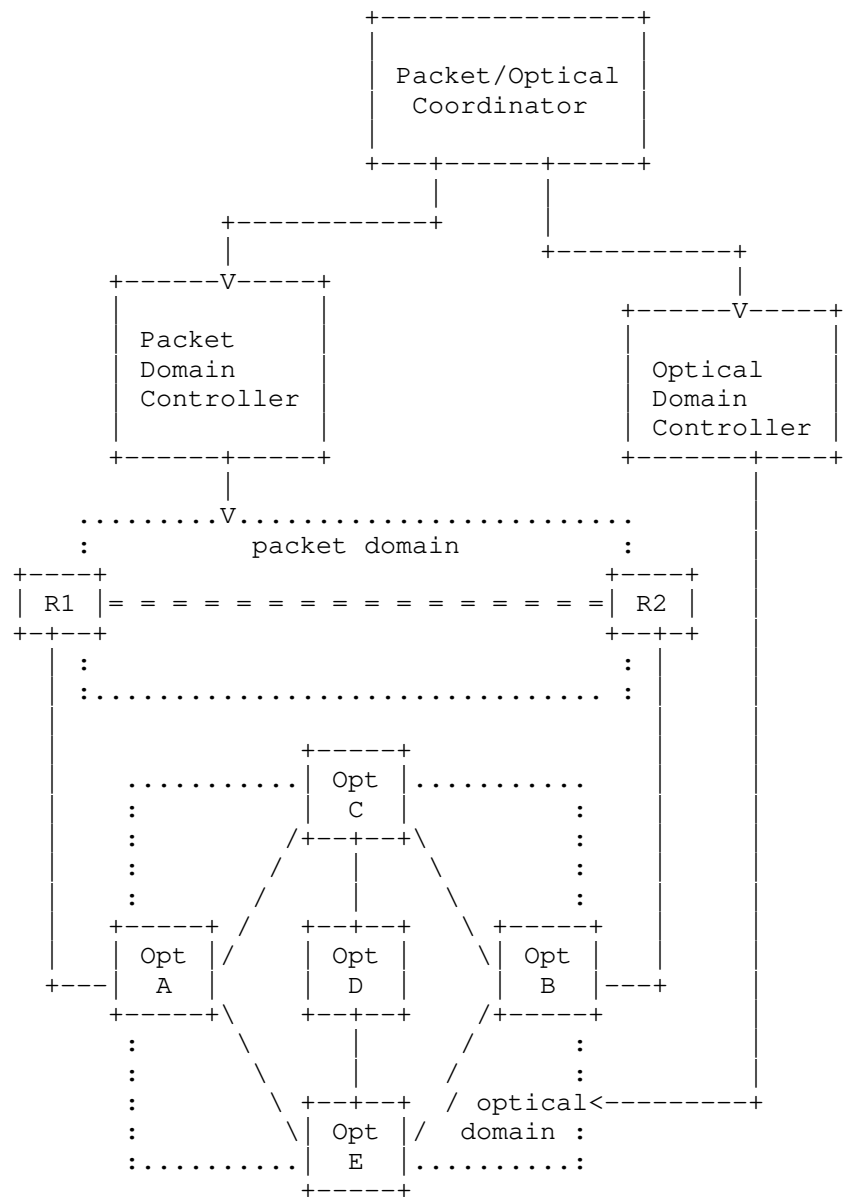 Packet/Optical
Coordinator
Packet
Domain
Controller
Optical
Domain
Controller
packet domain
R1
R2
Opt
C
Opt
A
Opt
D
Opt
B
optical
domain
Opt
E